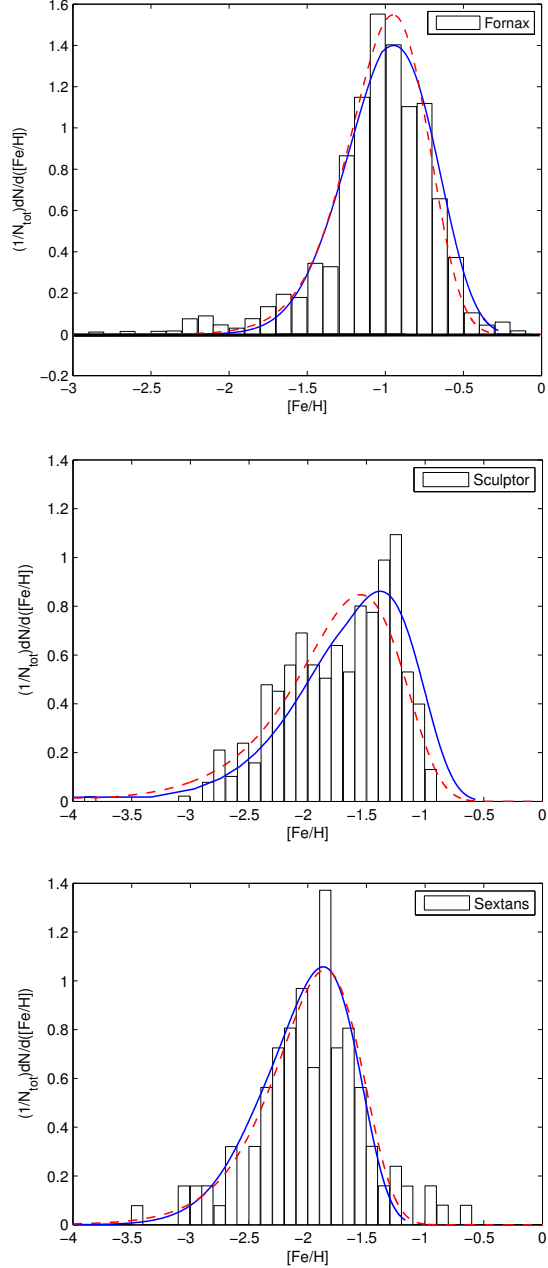 1.6
1.4
1.2
1
0.8
0.6
0.4
0.2
0
−0.2
(1/N_tot)dN/d([Fe/H])
Fornax
−3 −2.5 −2 −1.5 −1 −0.5 0
[Fe/H]
1.4
1.2
1
0.8
0.6
0.4
0.2
0
(1/N_tot)dN/d([Fe/H])
Sculptor
−4 −3.5 −3 −2.5 −2 −1.5 −1 −0.5 0
[Fe/H]
1.4
1.2
1
0.8
0.6
0.4
0.2
0
(1/N_tot)dN/d([Fe/H])
Sextans
−4 −3.5 −3 −2.5 −2 −1.5 −1 −0.5 0
[Fe/H]